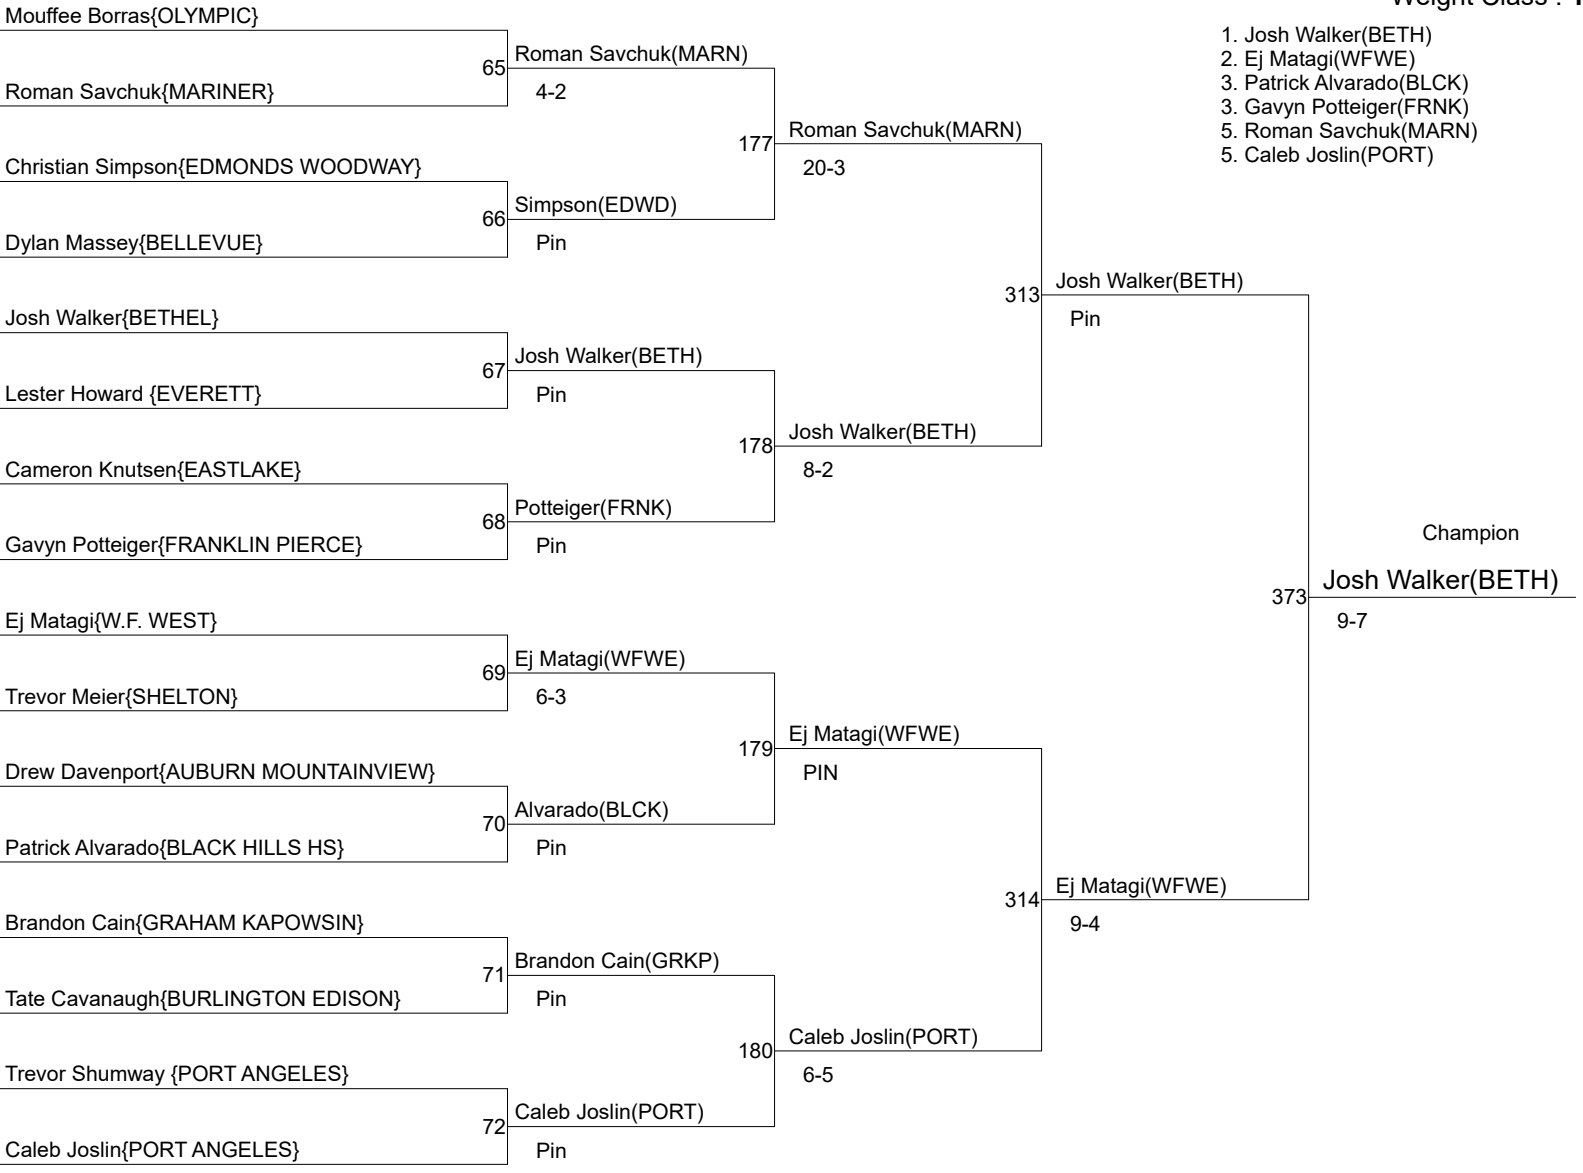 Weight Class :
1. Josh Walker(BETH)
2. Ej Matagi(WFWE)
3. Patrick Alvarado(BLCK)
3. Gavyn Potteiger(FRNK)
5. Roman Savchuk(MARN)
5. Caleb Joslin(PORT)
Mouffee Borras{OLYMPIC}
Roman Savchuk{MARINER}
Christian Simpson{EDMONDS WOODWAY}
Dylan Massey{BELLEVUE}
Josh Walker{BETHEL}
Lester Howard {EVERETT}
Cameron Knutsen{EASTLAKE}
Gavyn Potteiger{FRANKLIN PIERCE}
Ej Matagi{W.F. WEST}
Trevor Meier{SHELTON}
Drew Davenport{AUBURN MOUNTAINVIEW}
Patrick Alvarado{BLACK HILLS HS}
Brandon Cain{GRAHAM KAPOWSIN}
Tate Cavanaugh{BURLINGTON EDISON}
Trevor Shumway {PORT ANGELES}
Caleb Joslin{PORT ANGELES}
65
Roman Savchuk(MARN)
4-2
66
Simpson(EDWD)
Pin
67
Josh Walker(BETH)
Pin
68
Potteiger(FRNK)
Pin
69
Ej Matagi(WFWE)
6-3
70
Alvarado(BLCK)
Pin
71
Brandon Cain(GRKP)
Pin
72
Caleb Joslin(PORT)
Pin
177
Roman Savchuk(MARN)
20-3
178
Josh Walker(BETH)
8-2
179
Ej Matagi(WFWE)
PIN
180
Caleb Joslin(PORT)
6-5
313
Josh Walker(BETH)
Pin
314
Ej Matagi(WFWE)
9-4
Champion
373
Josh Walker(BETH)
9-7